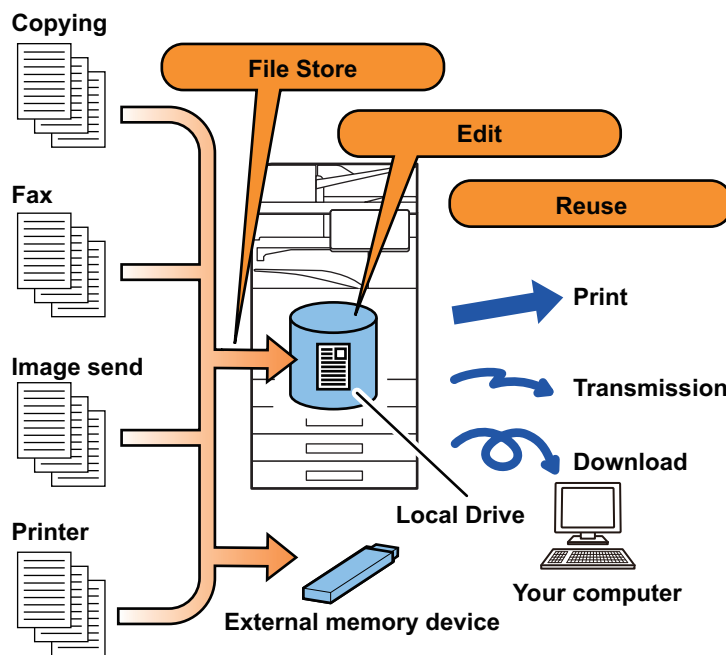 Copying
File Store
Edit
Fax
Reuse
Print
Image send
Transmission
Download
Local Drive
Printer
Your computer
External memory device